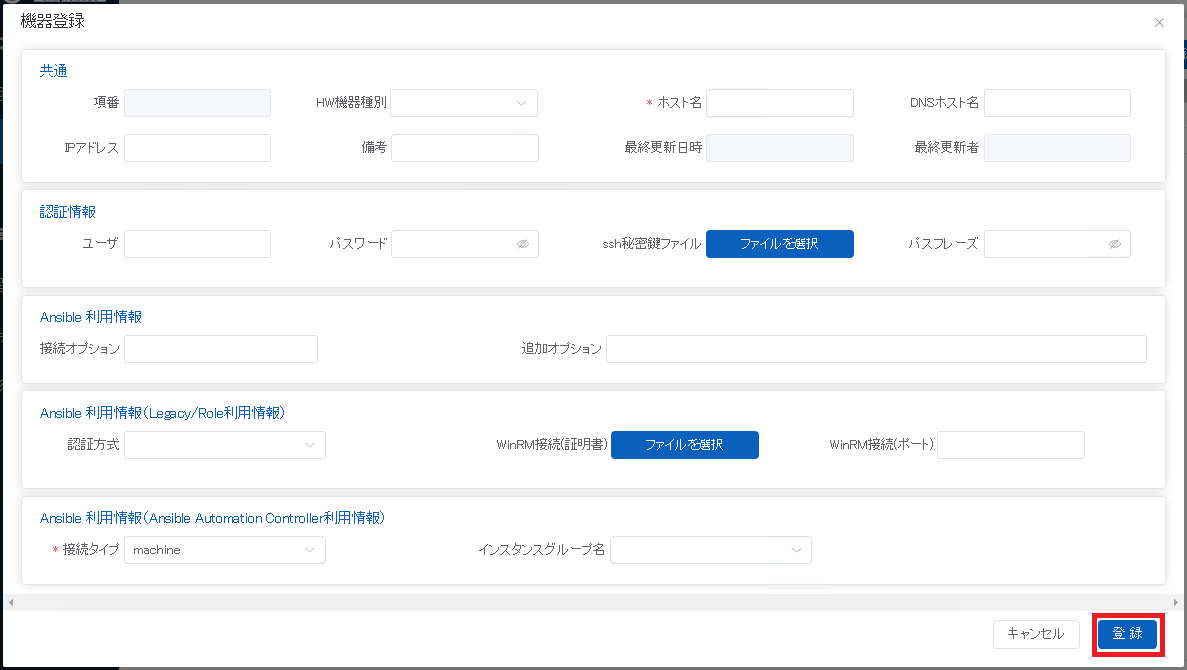 機器登録
共通
項番 HW機器種別 * ホスト名 DNSホスト名
IPアドレス 備考 最終更新日時 最終更新者
認証情報
ユーザ パスワード ssh秘密鍵ファイル ファイルを選択 パスフレーズ
Ansible 利用情報
接続オプション 追加オプション
Ansible 利用情報(Legacy/Role利用情報)
認証方式 WinRM接続(証明書) ファイルを選択 WinRM接続(ポート)
Ansible 利用情報(Ansible Automation Controller利用情報)
* 接続タイプ machine インスタンスグループ名
キャンセル 登録